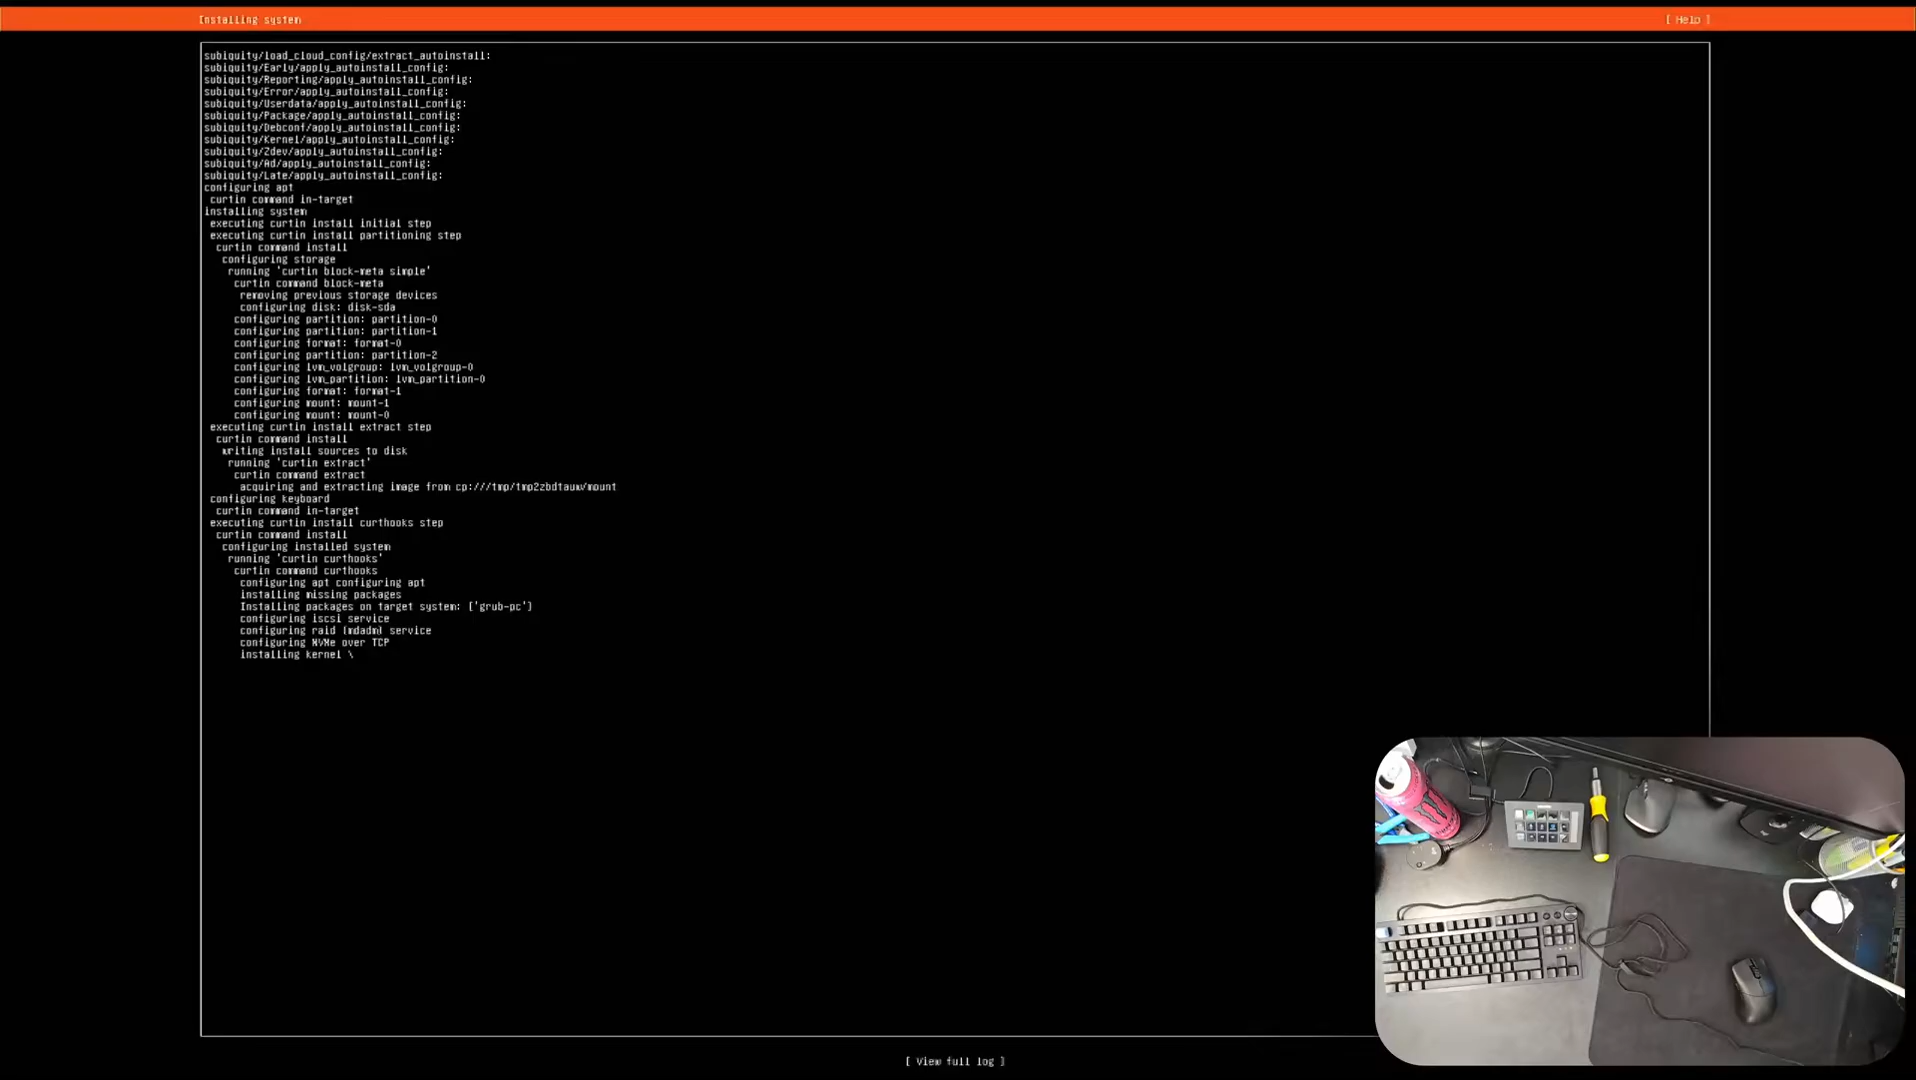 Installing system
[ Help ]
subiquity/load_cloud_config/extract_autoinstall:
subiquity/Early/apply_autoinstall_config:
subiquity/Reporting/apply_autoinstall_config:
subiquity/Error/apply_autoinstall_config:
subiquity/Userdata/apply_autoinstall_config:
subiquity/Package/apply_autoinstall_config:
subiquity/Debconf/apply_autoinstall_config:
subiquity/Kernel/apply_autoinstall_config:
subiquity/Zdev/apply_autoinstall_config:
subiquity/Ad/apply_autoinstall_config:
subiquity/Late/apply_autoinstall_config:
configuring apt
curtin command in-target
installing system
executing curtin install initial step
executing curtin install partitioning step
curtin command install
configuring storage
running 'curtin block-meta simple'
curtin command block-meta
removing previous storage devices
configuring disk: disk-sda
configuring partition: partition-0
configuring partition: partition-1
configuring format: format-0
configuring partition: partition-2
configuring lvm_volgroup: lvm_volgroup-0
configuring lvm_partition: lvm_partition-0
configuring format: format-1
configuring mount: mount-1
configuring mount: mount-0
executing curtin install extract step
curtin command install
writing install sources to disk
running 'curtin extract'
curtin command extract
acquiring and extracting image from cp:///tmp/tmp2zbdtauw/mount
configuring keyboard
curtin command in-target
executing curtin install curthooks step
curtin command install
configuring installed system
running 'curtin curthooks'
curtin command curthooks
configuring apt configuring apt
installing missing packages
Installing packages on target system: ['grub-pc']
configuring iscsi service
configuring raid (mdadm) service
configuring NVMe over TCP
installing kernel \
[ View full log ]